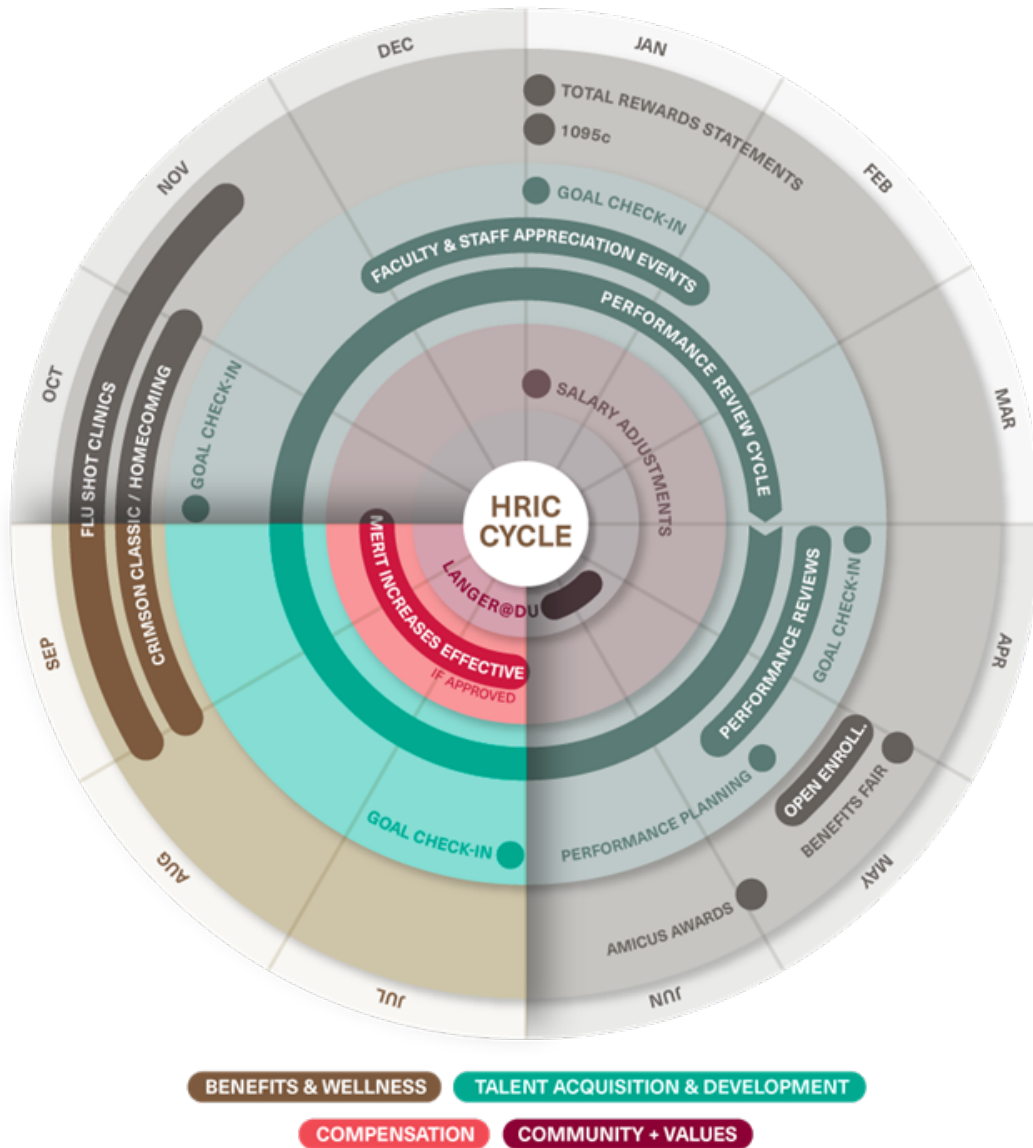 DEC
JAN
NOV
FEB
OCT
MAR
SEP
APR
AUG
MAY
JUL
JUN
TOTAL REWARDS STATEMENTS
1095c
GOAL CHECK-IN
FACULTY & STAFF APPRECIATION EVENTS
PERFORMANCE REVIEW CYCLE
SALARY ADJUSTMENTS
FLU SHOT CLINICS
CRIMSON CLASSIC / HOMECOMING
GOAL CHECK-IN
HRIC
CYCLE
LANGER@DU
MERIT INCREASES EFFECTIVE
IF APPROVED
PERFORMANCE REVIEWS
GOAL CHECK-IN
PERFORMANCE PLANNING
OPEN ENROLL.
BENEFITS FAIR
GOAL CHECK-IN
AMICUS AWARDS
BENEFITS & WELLNESS
TALENT ACQUISITION & DEVELOPMENT
COMPENSATION
COMMUNITY + VALUES